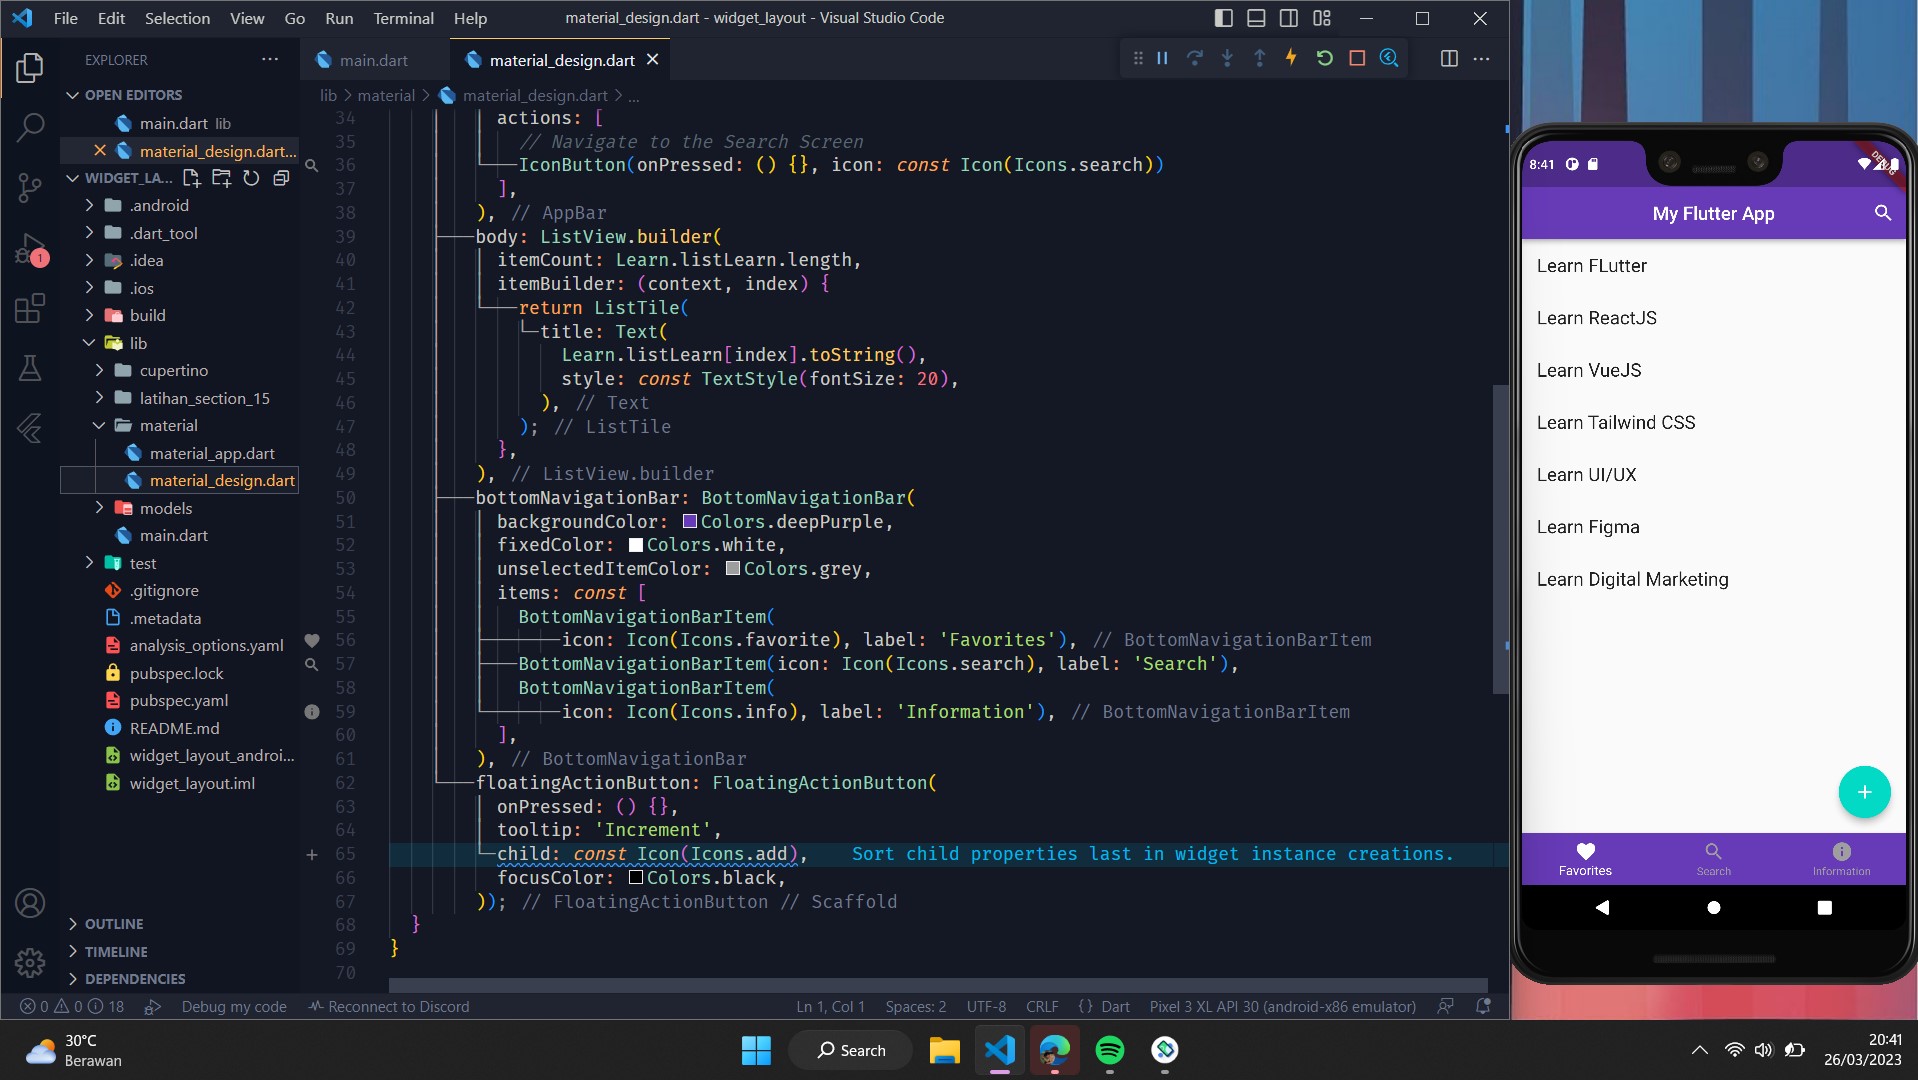 File Edit Selection View Go Run Terminal Help
material_design.dart - widget_layout - Visual Studio Code
EXPLORER
OPEN EDITORS
main.dart lib
material_design.dart...
WIDGET_LA...
.android
.dart_tool
.idea
.ios
build
lib
cupertino
latihan_section_15
material
material_app.dart
material_design.dart
models
main.dart
test
.gitignore
.metadata
analysis_options.yaml
pubspec.lock
pubspec.yaml
README.md
widget_layout_androi...
widget_layout.iml
OUTLINE
TIMELINE
DEPENDENCIES
1
main.dart
material_design.dart
lib > material > material_design.dart > ...
34 actions: [
35 // Navigate to the Search Screen
36 IconButton(onPressed: () {}, icon: const Icon(Icons.search))
37 ],
38 ), // AppBar
39 body: ListView.builder(
40 itemCount: Learn.listLearn.length,
41 itemBuilder: (context, index) {
42 return ListTile(
43 title: Text(
44 Learn.listLearn[index].toString(),
45 style: const TextStyle(fontSize: 20),
46 ), // Text
47 ); // ListTile
48 },
49 ), // ListView.builder
50 bottomNavigationBar: BottomNavigationBar(
51 backgroundColor: Colors.deepPurple,
52 fixedColor: Colors.white,
53 unselectedItemColor: Colors.grey,
54 items: const [
55 BottomNavigationBarItem(
56 icon: Icon(Icons.favorite), label: 'Favorites'), // BottomNavigationBarItem
57 BottomNavigationBarItem(icon: Icon(Icons.search), label: 'Search'),
58 BottomNavigationBarItem(
59 icon: Icon(Icons.info), label: 'Information'), // BottomNavigationBarItem
60 ],
61 ), // BottomNavigationBar
62 floatingActionButton: FloatingActionButton(
63 onPressed: () {},
64 tooltip: 'Increment',
65 child: const Icon(Icons.add), Sort child properties last in widget instance creations.
66 focusColor: Colors.black,
67 )); // FloatingActionButton // Scaffold
68 }
69 }
70
0 0 18 Debug my code Reconnect to Discord
Ln 1, Col 1 Spaces: 2 UTF-8 CRLF {} Dart Pixel 3 XL API 30 (android-x86 emulator)
8:41
DEBUG
My Flutter App
Learn FLutter
Learn ReactJS
Learn VueJS
Learn Tailwind CSS
Learn UI/UX
Learn Figma
Learn Digital Marketing
+
Favorites
Search
Information
30°C
Berawan
Search
20:41
26/03/2023